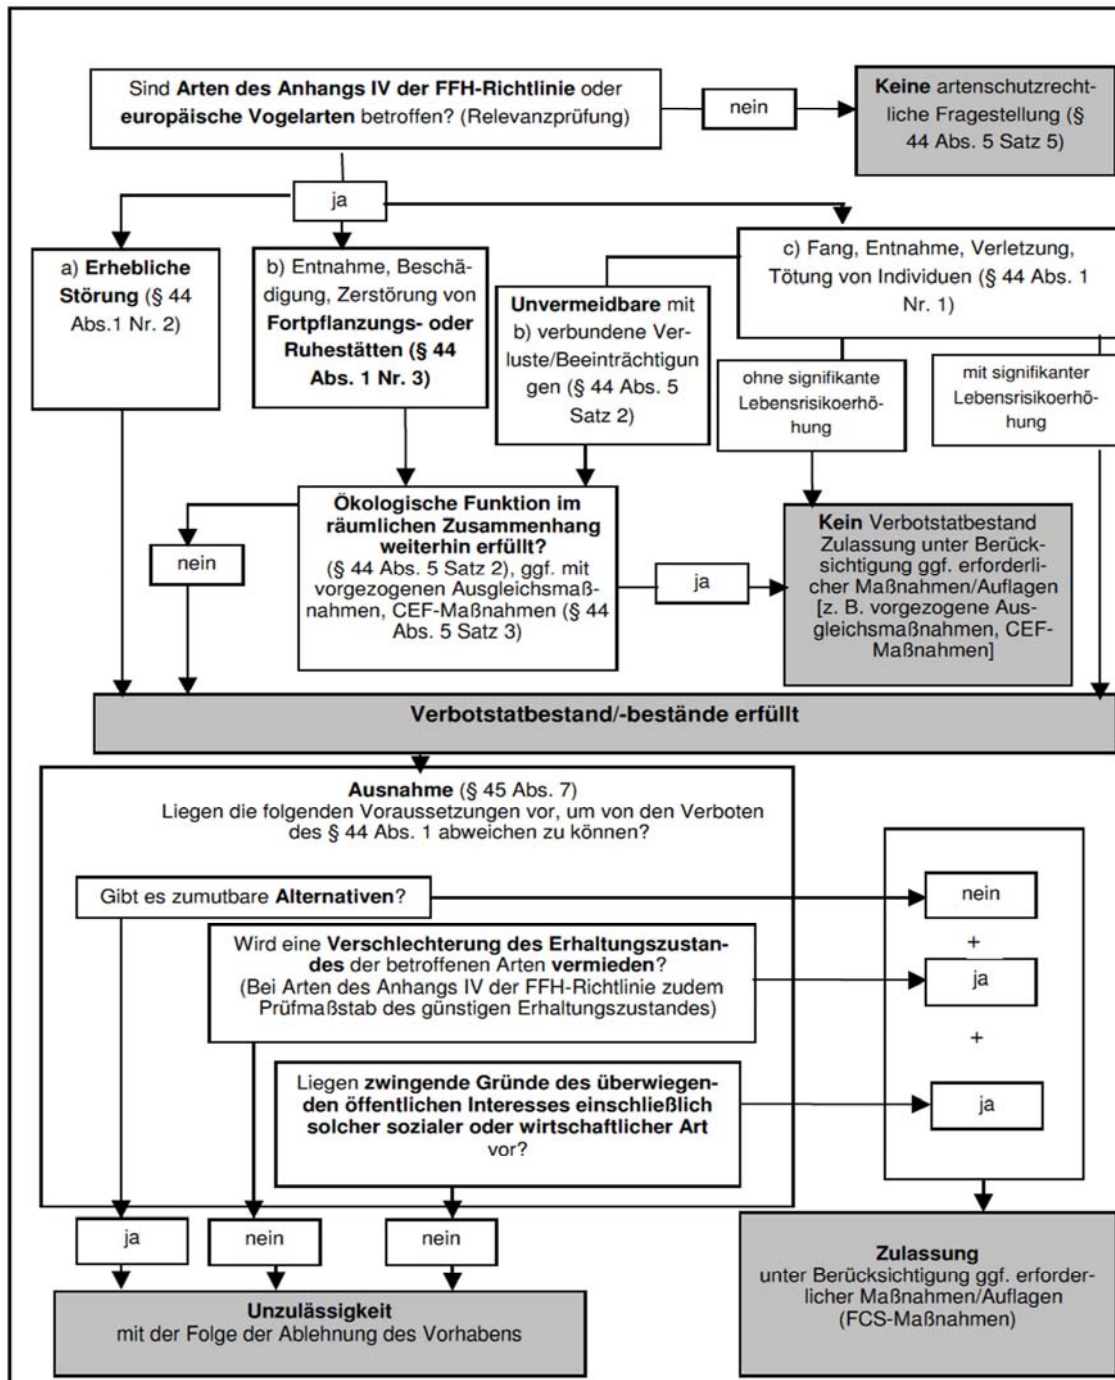 Sind Arten des Anhangs IV der FFH-Richtlinie oder
europäische Vogelarten betroffen? (Relevanzprüfung)
nein
Keine artenschutzrecht-
liche Fragestellung (§
44 Abs. 5 Satz 5)
ja
a) Erhebliche
Störung (§ 44
Abs.1 Nr. 2)
b) Entnahme, Beschä-
digung, Zerstörung von
Fortpflanzungs- oder
Ruhestätten (§ 44
Abs. 1 Nr. 3)
Unvermeidbare mit
b) verbundene Ver-
luste/Beeinträchtigun
gen (§ 44 Abs. 5
Satz 2)
c) Fang, Entnahme, Verletzung,
Tötung von Individuen (§ 44 Abs. 1
Nr. 1)
ohne signifikante
Lebensrisikoerhö-
hung
mit signifikanter
Lebensrisikoerhö-
hung
Ökologische Funktion im
räumlichen Zusammenhang
weiterhin erfüllt?
(§ 44 Abs. 5 Satz 2), ggf. mit
vorgezogenen Ausgleichsmaß-
nahmen, CEF-Maßnahmen (§ 44
Abs. 5 Satz 3)
nein
ja
Kein Verbotstatbestand
Zulassung unter Berück-
sichtigung ggf. erforder-
licher Maßnahmen/Auflagen
[z. B. vorgezogene Aus-
gleichsmaßnahmen, CEF-
Maßnahmen]
Verbotstatbestand/-bestände erfüllt
Ausnahme (§ 45 Abs. 7)
Liegen die folgenden Voraussetzungen vor, um von den Verboten
des § 44 Abs. 1 abweichen zu können?
Gibt es zumutbare Alternativen?
nein
+
Wird eine Verschlechterung des Erhaltungszustan-
des der betroffenen Arten vermieden?
(Bei Arten des Anhangs IV der FFH-Richtlinie zudem
Prüfmaßstab des günstigen Erhaltungszustandes)
ja
+
Liegen zwingende Gründe des überwiegen-
den öffentlichen Interesses einschließlich
solcher sozialer oder wirtschaftlicher Art
vor?
ja
ja
nein
nein
Unzulässigkeit
mit der Folge der Ablehnung des Vorhabens
Zulassung
unter Berücksichtigung ggf. erforder-
licher Maßnahmen/Auflagen
(FCS-Maßnahmen)